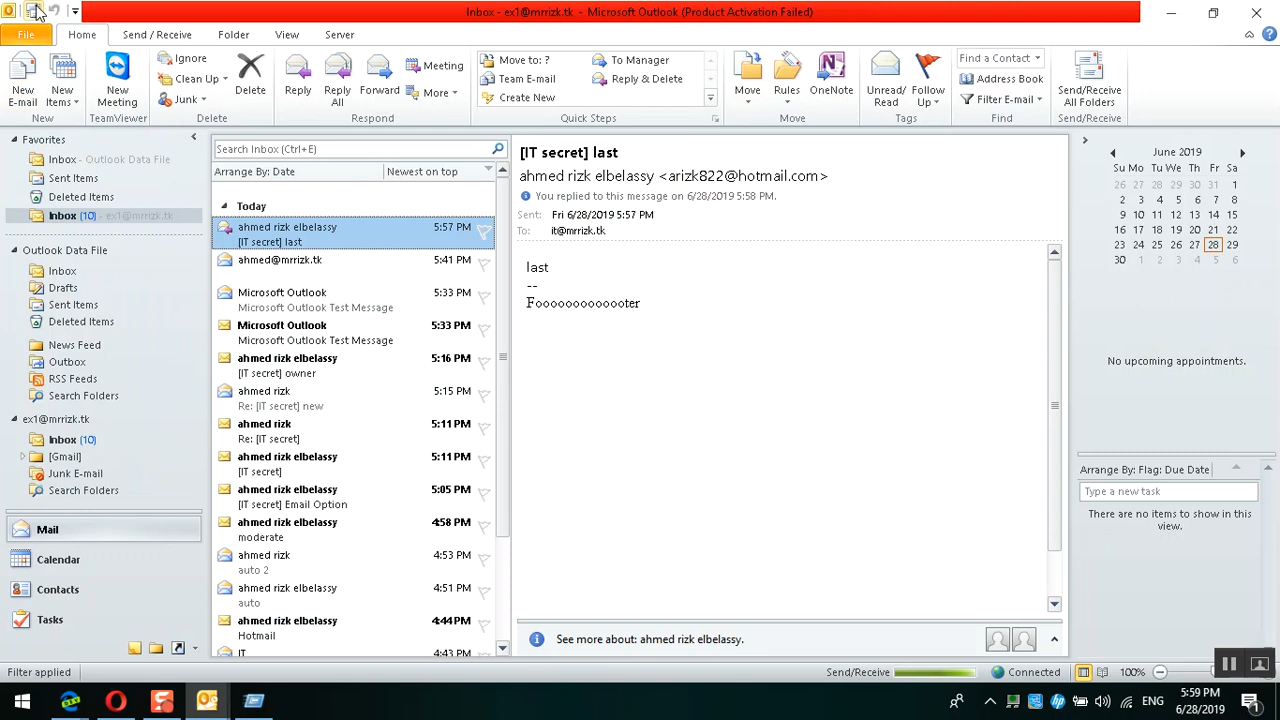 Inbox - ex1@mrrizk.tk - Microsoft Outlook (Product Activation Failed)
File
Home
Send / Receive
Folder
View
Server
New E-mail
New Items
New
New Meeting
TeamViewer
Ignore
Clean Up
Junk
Delete
Delete
Reply
Reply All
Forward
Meeting
More
Respond
Move to: ?
Team E-mail
Create New
To Manager
Reply & Delete
Quick Steps
Move
Rules
OneNote
Move
Unread/ Read
Follow Up
Tags
Find a Contact
Address Book
Filter E-mail
Find
Send/Receive All Folders
Send/Receive
Favorites
Inbox - Outlook Data File
Sent Items
Deleted Items
Inbox (10) - ex1@mrrizk.tk
Outlook Data File
Inbox
Drafts
Sent Items
Deleted Items
News Feed
Outbox
RSS Feeds
Search Folders
ex1@mrrizk.tk
Inbox (10)
[Gmail]
Junk E-mail
Search Folders
Mail
Calendar
Contacts
Tasks
Search Inbox (Ctrl+E)
Arrange By: Date
Newest on top
Today
ahmed rizk elbelassy 5:57 PM
[IT secret] last
ahmed@mrrizk.tk 5:41 PM
Microsoft Outlook 5:33 PM
Microsoft Outlook Test Message
Microsoft Outlook 5:33 PM
Microsoft Outlook Test Message
ahmed rizk elbelassy 5:16 PM
[IT secret] owner
ahmed rizk 5:15 PM
Re: [IT secret] new
ahmed rizk 5:11 PM
Re: [IT secret]
ahmed rizk elbelassy 5:11 PM
[IT secret]
ahmed rizk elbelassy 5:05 PM
[IT secret] Email Option
ahmed rizk elbelassy 4:58 PM
moderate
ahmed rizk 4:53 PM
auto 2
ahmed rizk elbelassy 4:51 PM
auto
ahmed rizk elbelassy 4:44 PM
Hotmail
IT 4:43 PM
[IT secret] last
ahmed rizk elbelassy <arizk822@hotmail.com>
You replied to this message on 6/28/2019 5:58 PM.
Sent: Fri 6/28/2019 5:57 PM
To: it@mrrizk.tk
last
--
Fooooooooooooter
See more about: ahmed rizk elbelassy.
June 2019
Su Mo Tu We Th Fr Sa
26 27 28 29 30 31 1
2 3 4 5 6 7 8
9 10 11 12 13 14 15
16 17 18 19 20 21 22
23 24 25 26 27 28 29
30 1 2 3 4 5 6
No upcoming appointments.
Arrange By: Flag: Due Date
Type a new task
There are no items to show in this view.
Filter applied
Send/Receive
Connected
100%
ENG
5:59 PM
6/28/2019